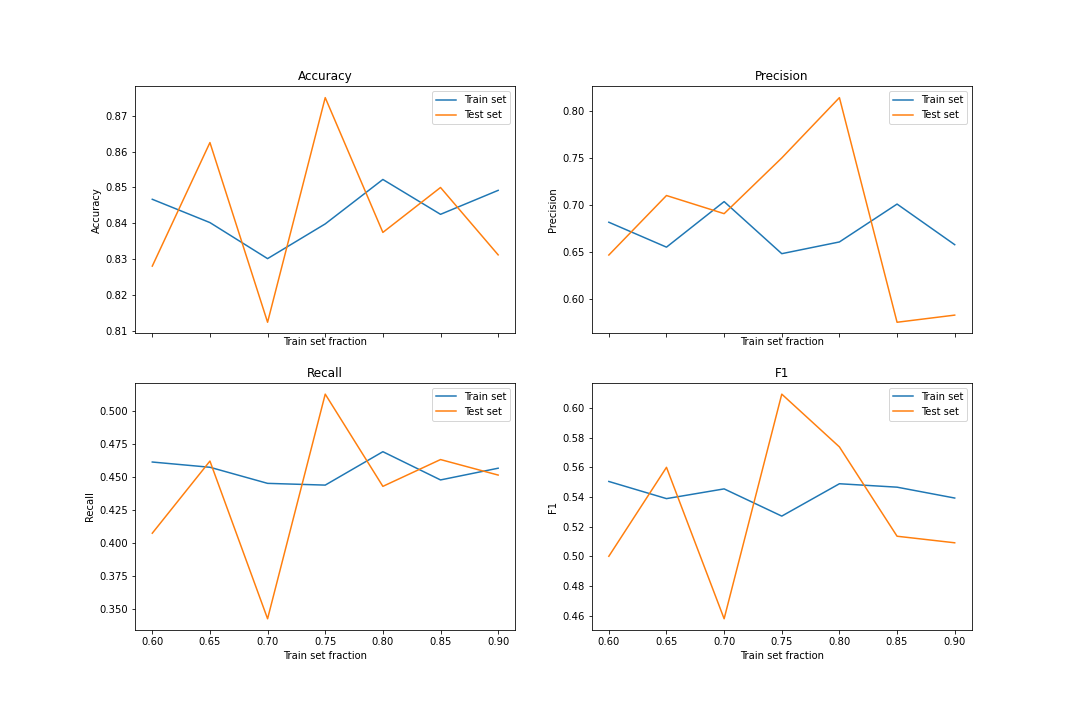 Accuracy
Train set
Test set
0.87
0.86
0.85
0.84
0.83
0.82
0.81
Accuracy
Train set fraction
Precision
Train set
Test set
0.80
0.75
0.70
0.65
0.60
Precision
Train set fraction
Recall
Train set
Test set
0.500
0.475
0.450
0.425
0.400
0.375
0.350
Recall
0.60 0.65 0.70 0.75 0.80 0.85 0.90
Train set fraction
F1
Train set
Test set
0.60
0.58
0.56
0.54
0.52
0.50
0.48
0.46
F1
0.60 0.65 0.70 0.75 0.80 0.85 0.90
Train set fraction